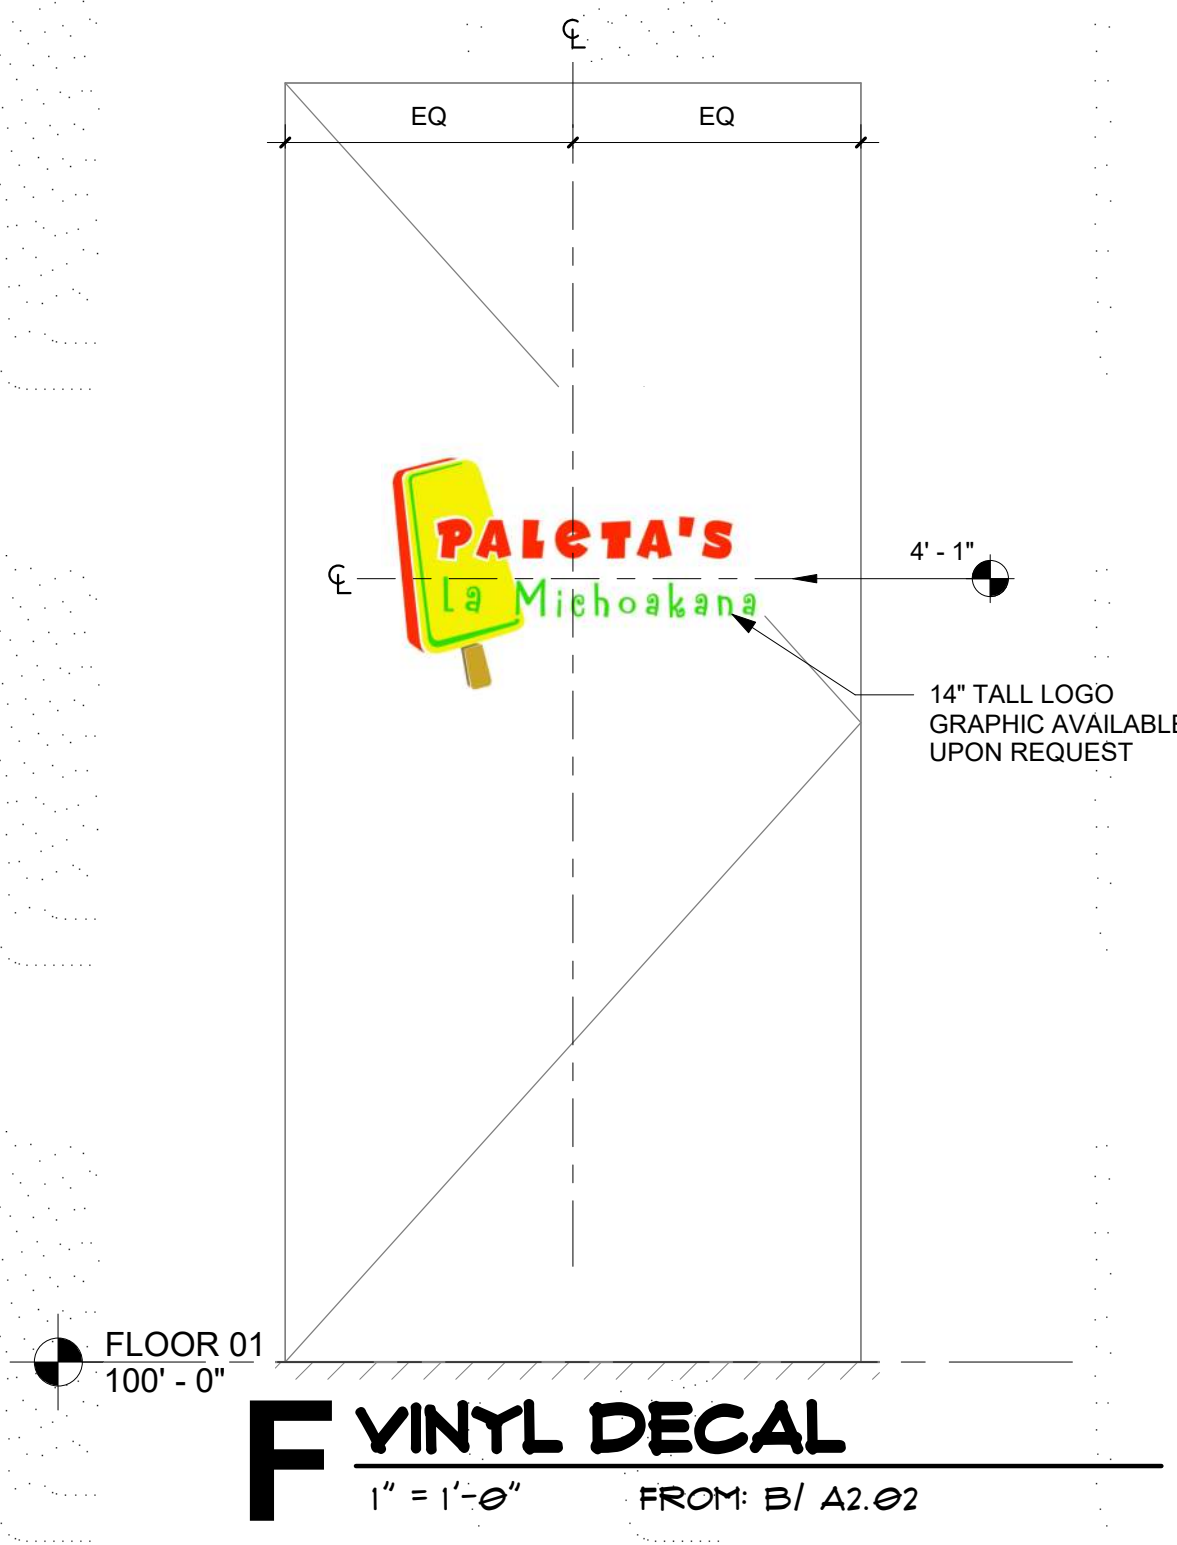 ℄
EQ EQ
PALETA'S
La Michoakana
℄
4' - 1"
14" TALL LOGO
GRAPHIC AVAILABLE
UPON REQUEST
FLOOR 01
100' - 0"
F VINYL DECAL
1" = 1'-0" FROM: B/ A2.02